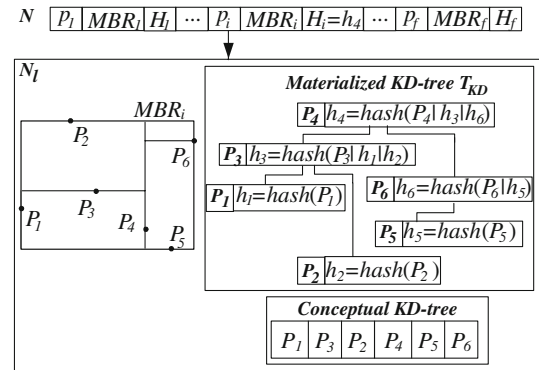 N p1 MBR1 H1 ... pi MBRi Hi=h4 ... pf MBRf Hf
Nl
Materialized KD-tree TKD
MBRi
P4 h4=hash(P4|h3|h6)
P2
P3 h3=hash(P3|h1|h2)
P6
P1 h1=hash(P1)
P6 h6=hash(P6|h5)
P3
P1
P4
P5
P5 h5=hash(P5)
P2 h2=hash(P2)
Conceptual KD-tree
P1 P3 P2 P4 P5 P6